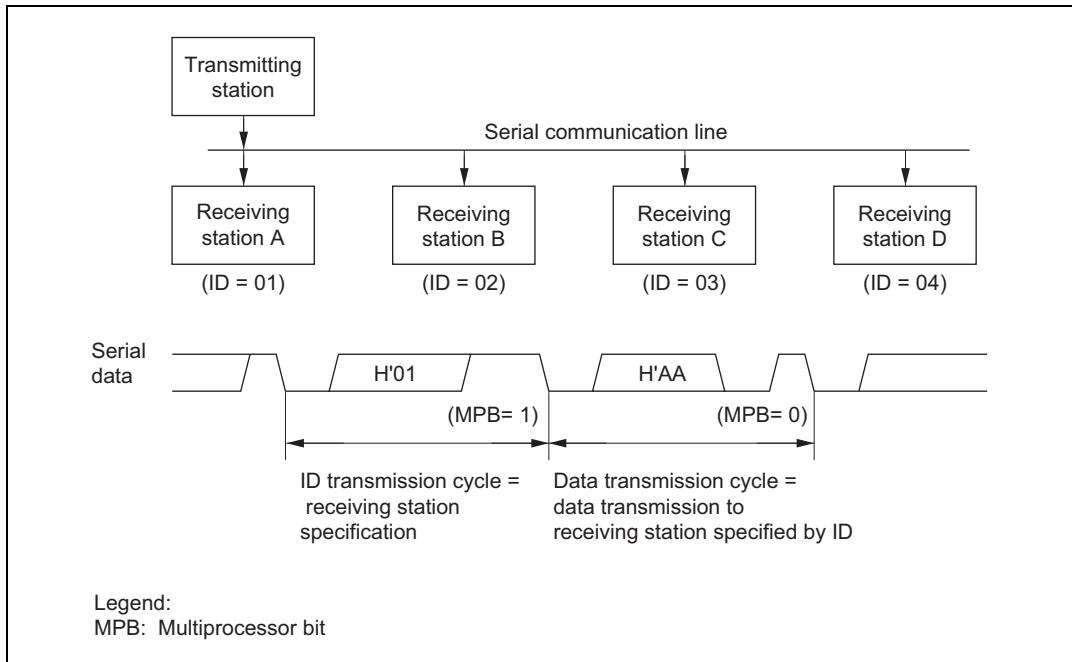 Transmitting
station
Serial communication line
Receiving
station A
Receiving
station B
Receiving
station C
Receiving
station D
(ID = 01)
(ID = 02)
(ID = 03)
(ID = 04)
Serial
data
H'01
H'AA
(MPB= 1)
(MPB= 0)
ID transmission cycle =
receiving station
specification
Data transmission cycle =
data transmission to
receiving station specified by ID
Legend:
MPB: Multiprocessor bit